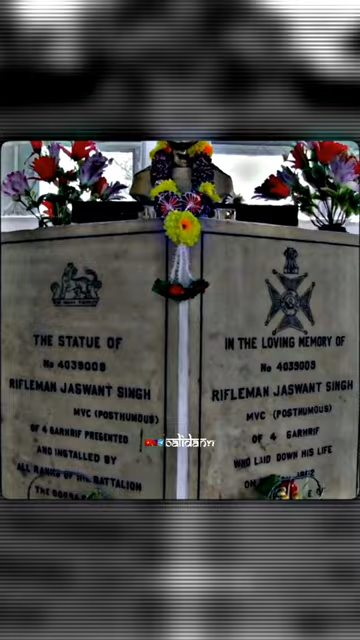 THE STATUE OF
No 4039009
RIFLEMAN JASWANT SINGH
MVC (POSTHUMOUS)
OF 4 GARHRIF PRESENTED
AND INSTALLED BY
ALL RANKS OF THE BATTALION
THE
IN THE LOVING MEMORY OF
No 4039009
RIFLEMAN JASWANT SINGH
MVC (POSTHUMOUS)
OF 4 GARHRIF
WHO LAID DOWN HIS LIFE
ON